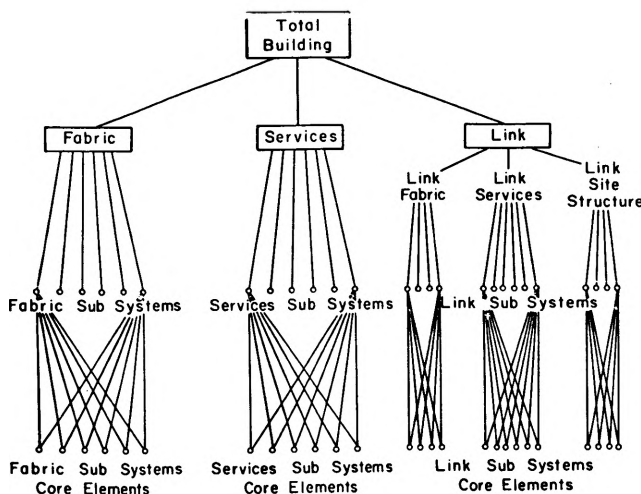 Total
Building
Fabric
Services
Link
Link
Fabric
Link
Services
Link
Site
Structure
Fabric Sub Systems
Services Sub Systems
Link Sub Systems
Fabric Sub Systems
Core Elements
Services Sub Systems
Core Elements
Link Sub Systems
Core Elements